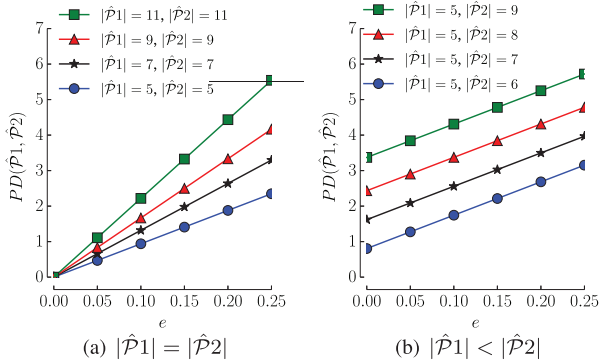 |P̂1| = 11, |P̂2| = 11
|P̂1| = 9, |P̂2| = 9
|P̂1| = 7, |P̂2| = 7
|P̂1| = 5, |P̂2| = 5
PD(P̂1, P̂2)
7
6
5
4
3
2
1
0
0.00 0.05 0.10 0.15 0.20 0.25
e
(a) |P̂1| = |P̂2|
|P̂1| = 5, |P̂2| = 9
|P̂1| = 5, |P̂2| = 8
|P̂1| = 5, |P̂2| = 7
|P̂1| = 5, |P̂2| = 6
PD(P̂1, P̂2)
7
6
5
4
3
2
1
0
0.00 0.05 0.10 0.15 0.20 0.25
e
(b) |P̂1| < |P̂2|